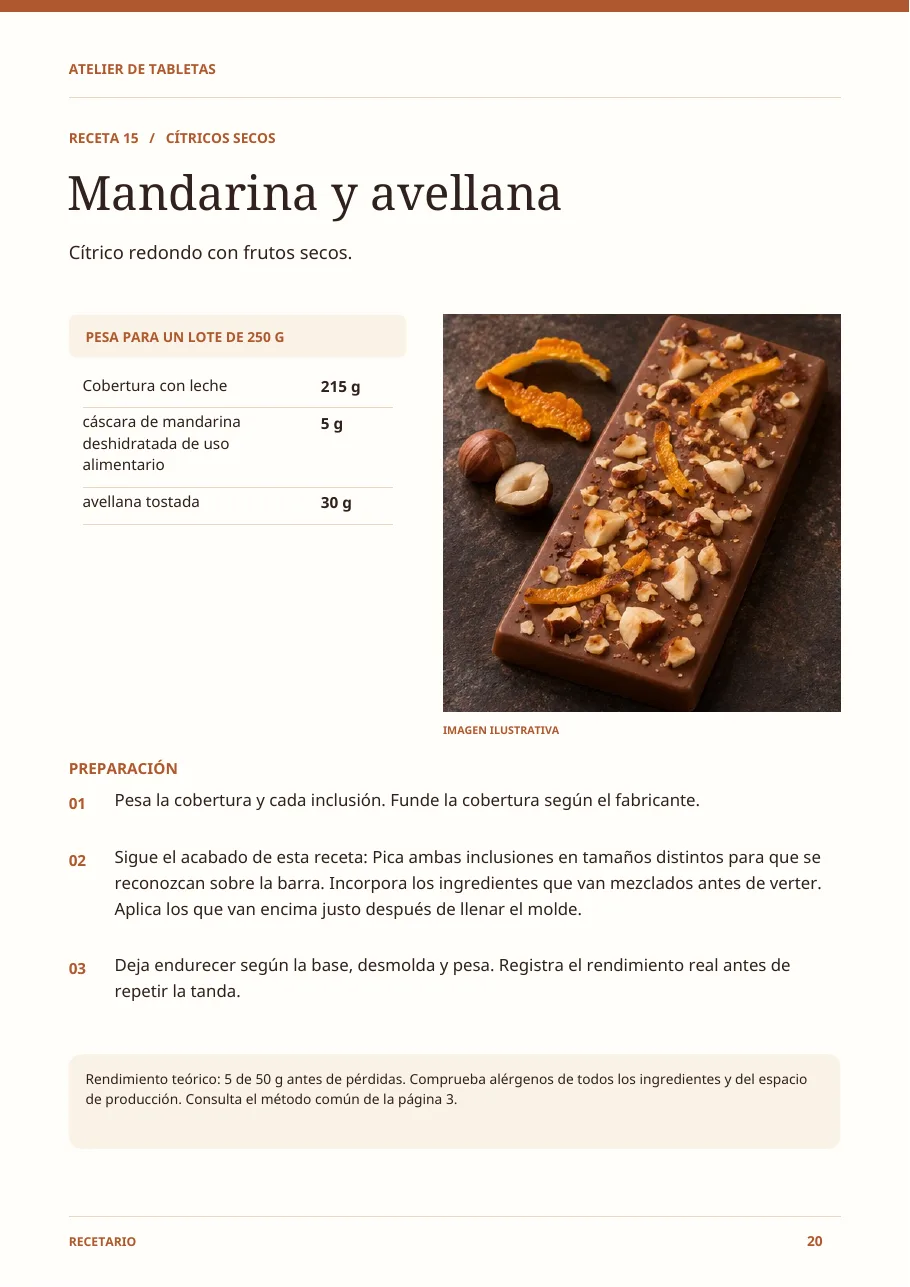 ATELIER DE TABLETAS
RECETA 15 / CÍTRICOS SECOS
Mandarina y avellana
Cítrico redondo con frutos secos.
PESA PARA UN LOTE DE 250 G
Cobertura con leche 215 g
cáscara de mandarina 5 g
deshidratada de uso
alimentario
avellana tostada 30 g
IMAGEN ILUSTRATIVA
PREPARACIÓN
01 Pesa la cobertura y cada inclusión. Funde la cobertura según el fabricante.
02 Sigue el acabado de esta receta: Pica ambas inclusiones en tamaños distintos para que se
reconozcan sobre la barra. Incorpora los ingredientes que van mezclados antes de verter.
Aplica los que van encima justo después de llenar el molde.
03 Deja endurecer según la base, desmolda y pesa. Registra el rendimiento real antes de
repetir la tanda.
Rendimiento teórico: 5 de 50 g antes de pérdidas. Comprueba alérgenos de todos los ingredientes y del espacio
de producción. Consulta el método común de la página 3.
RECETARIO 20